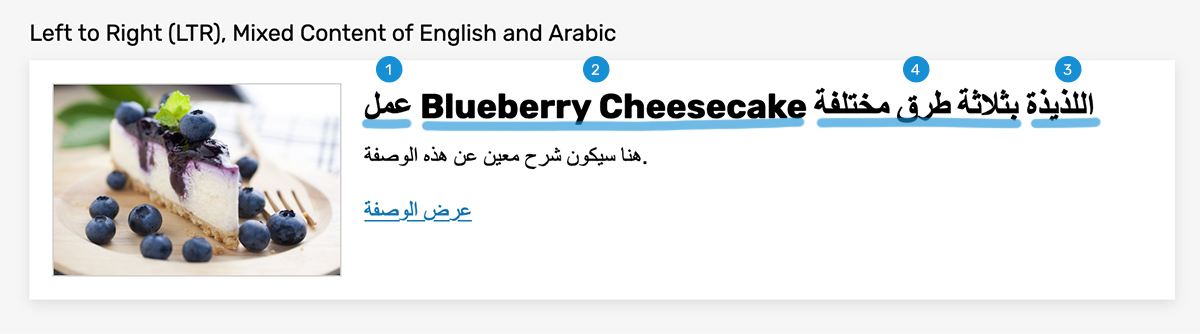 Left to Right (LTR), Mixed Content of English and Arabic
1
2
4
3
عمل Blueberry Cheesecake اللذيذة بثلاثة طرق مختلفة
هنا سيكون شرح معين عن هذه الوصفة.
عرض الوصفة